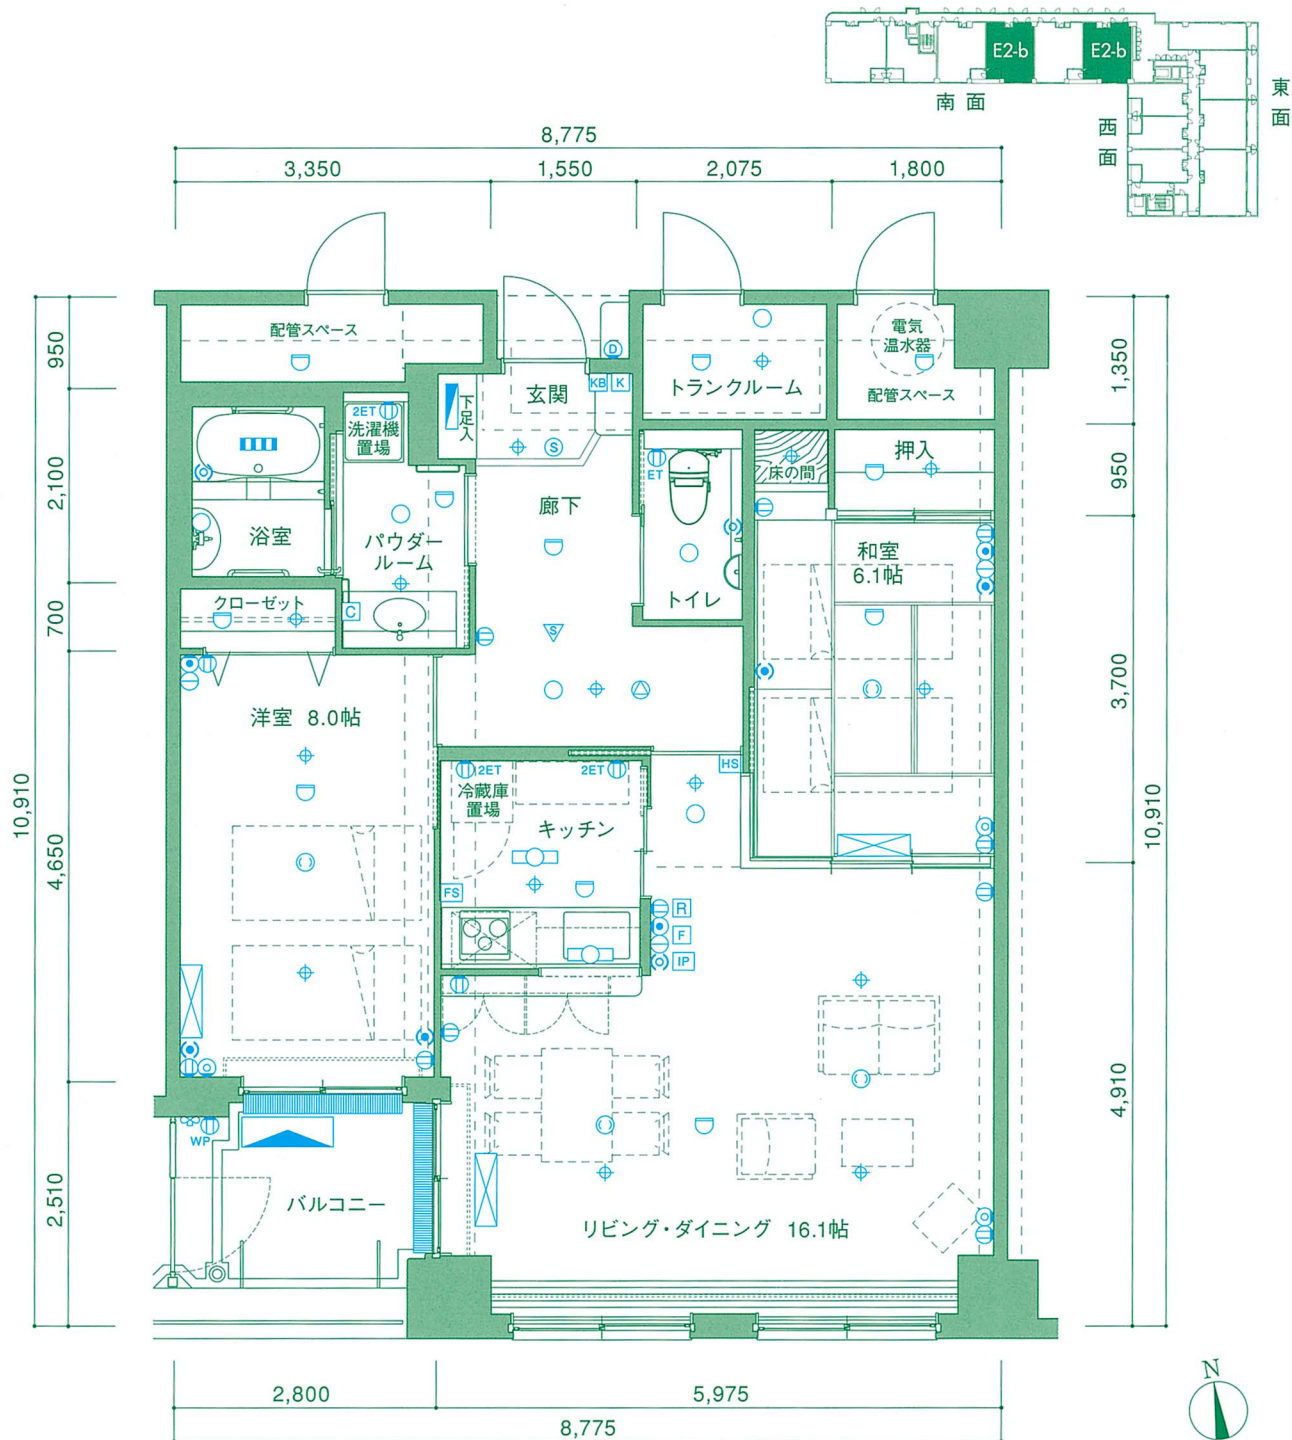 E2-b
E2-b
南面
西面
東面
8,775
3,350
1,550
2,075
1,800
950
2,100
700
4,650
2,510
10,910
1,350
950
3,700
4,910
10,910
配管スペース
D
KB
K
玄関
下足入
トランクルーム
電気
温水器
配管スペース
2ET
洗濯機
置場
S
ET
床の間
押入
浴室
パウダー
ルーム
廊下
和室
6.1帖
トイレ
クローゼット
C
S
洋室 8.0帖
HS
2ET
2ET
冷蔵庫
置場
キッチン
FS
R
F
IP
WP
バルコニー
リビング・ダイニング 16.1帖
2,800
5,975
8,775
N